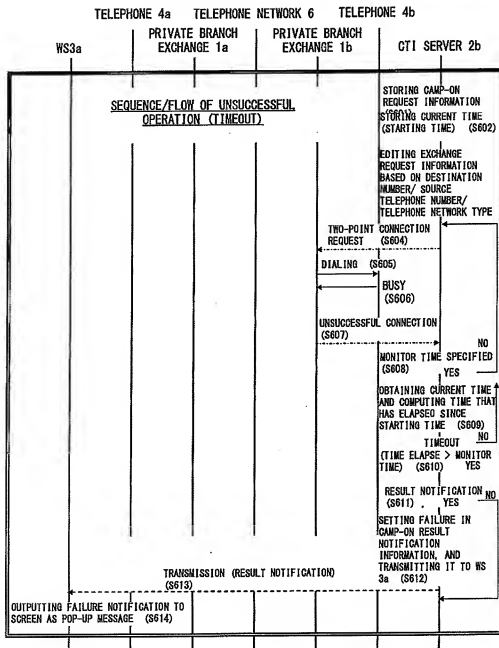 TELEPHONE 4a TELEPHONE NETWORK 6 TELEPHONE 4b
WS3a
PRIVATE BRANCH
EXCHANGE 1a
PRIVATE BRANCH
EXCHANGE 1b
CTI SERVER 2b
SEQUENCE/FLOW OF UNSUCCESSFUL
OPERATION (TIMEOUT)
STORING CAMP-ON
REQUEST INFORMATION
STORING CURRENT TIME
(STARTING TIME) (S602)
EDITING EXCHANGE
REQUEST INFORMATION
BASED ON DESTINATION
NUMBER/ SOURCE
TELEPHONE NUMBER/
TELEPHONE NETWORK TYPE
TWO-POINT CONNECTION
REQUEST (S604)
DIALING (S605)
BUSY
(S606)
UNSUCCESSFUL CONNECTION
(S607)
NO
MONITOR TIME SPECIFIED
(S608)
YES
OBTAINING CURRENT TIME
AND COMPUTING TIME THAT
HAS ELAPSED SINCE
STARTING TIME (S609)
NO
TIMEOUT
(TIME ELAPSE > MONITOR
TIME) (S610) YES
RESULT NOTIFICATION NO
(S611) . YES
SETTING FAILURE IN
CAMP-ON RESULT
NOTIFICATION
INFORMATION, AND
TRANSMITTING IT TO WS
3a (S612)
TRANSMISSION (RESULT NOTIFICATION)
(S613)
OUTPUTTING FAILURE NOTIFICATION TO
SCREEN AS POP-UP MESSAGE (S614)